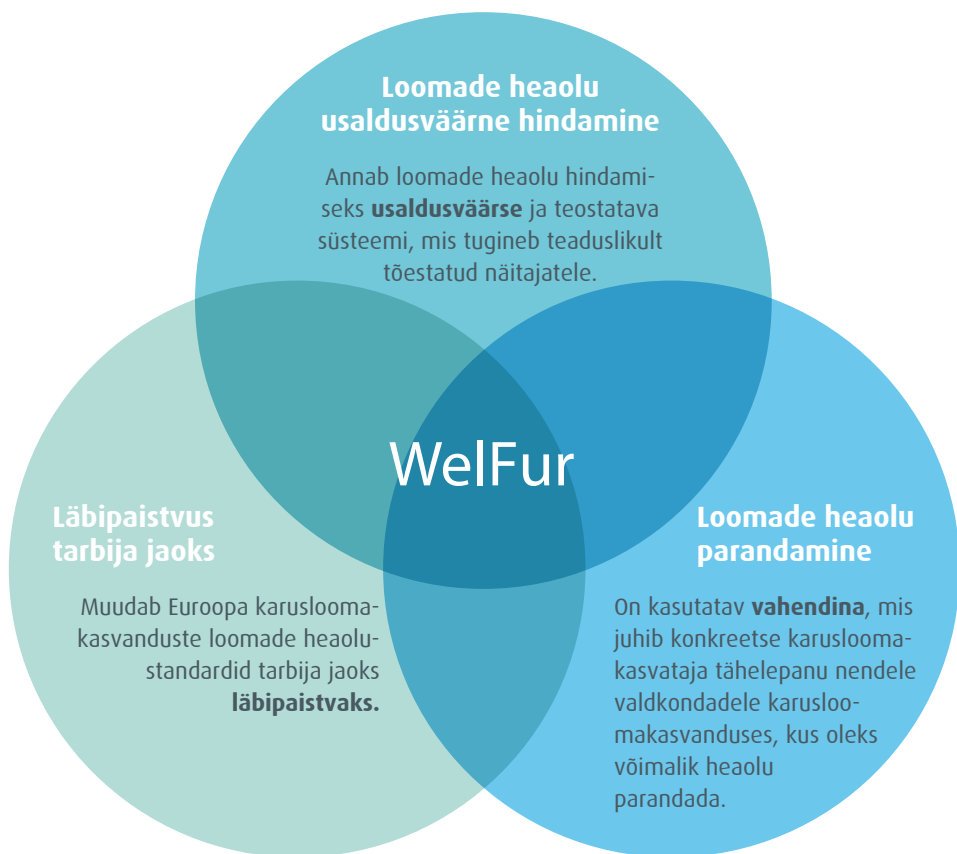 Loomade heaolu
usaldusväärne hindamine
Annab loomade heaolu hindami-
seks usaldusväärse ja teostatava
süsteemi, mis tugineb teaduslikult
tõestatud näitajatele.
WelFur
Läbipaistvus
tarbija jaoks
Muudab Euroopa karuslooma-
kasvanduste loomade heaolu-
standardid tarbija jaoks
läbipaistvaks.
Loomade heaolu
parandamine
On kasutatav vahendina, mis
juhib konkreetse karuslooma-
kasvataja tähelepanu nendele
valdkondadele karusloo-
makasvanduses, kus oleks
võimalik heaolu
parandada.